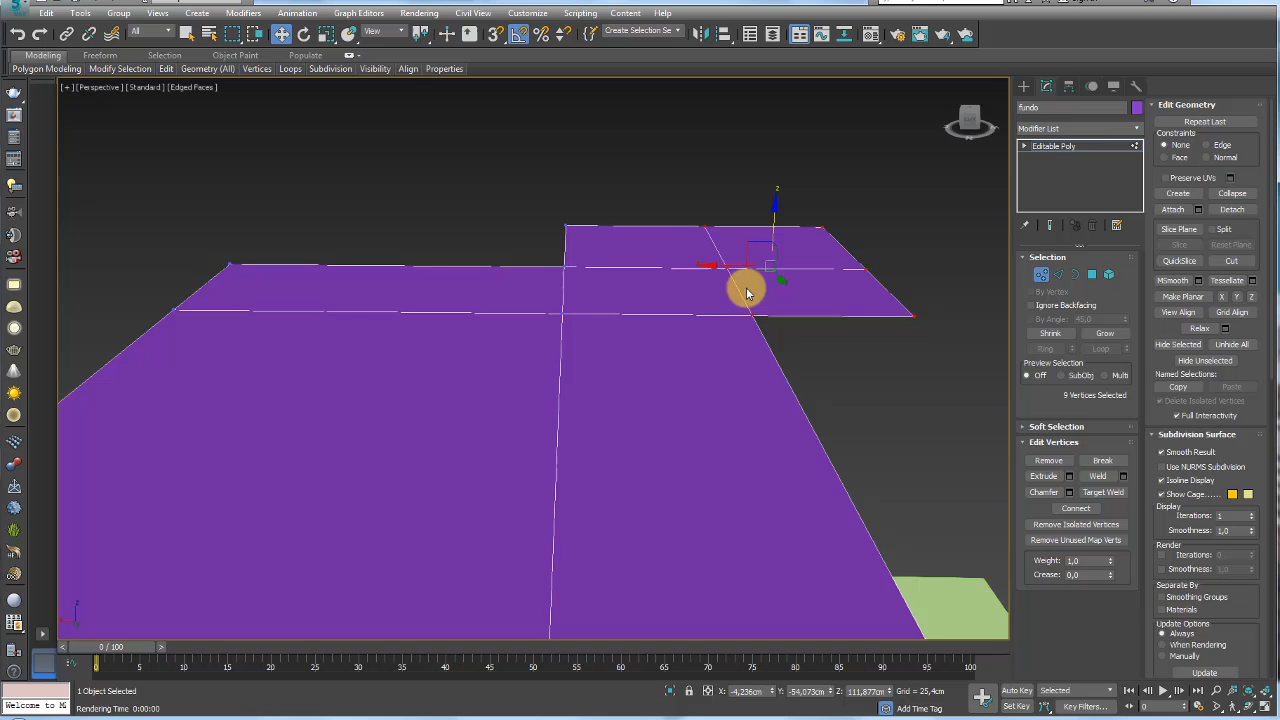 Edit Tools Group Views Create Modifiers Animation Graph Editors Rendering Civil View Customize Scripting Content Help
All View Create Selection Se
Modeling Freeform Selection Object Paint Populate
Polygon Modeling Modify Selection Edit Geometry (All) Vertices Loops Subdivision Visibility Align Properties
[+] [Perspective] [Standard] [Edged Faces]
z
z
fundo
Modifier List
Editable Poly
Selection
By Vertex
Ignore Backfacing
By Angle: 45,0
Shrink Grow
Ring Loop
Preview Selection
Off SubObj Multi
9 Vertices Selected
Soft Selection
Edit Vertices
Remove Break
Extrude Weld
Chamfer Target Weld
Connect
Remove Isolated Vertices
Remove Unused Map Verts
Weight: 1,0
Crease: 0,0
Edit Geometry
Repeat Last
Constraints
None Edge
Face Normal
Preserve UVs
Create Collapse
Attach Detach
Slice Plane Split
Slice Reset Plane
QuickSlice Cut
MSmooth Tessellate
Make Planar X Y Z
View Align Grid Align
Relax
Hide Selected Unhide All
Hide Unselected
Named Selections:
Copy Paste
Delete Isolated Vertices
Full Interactivity
Subdivision Surface
Smooth Result
Use NURMS Subdivision
Isoline Display
Show Cage......
Display
Iterations: 1
Smoothness: 1,0
Render
Iterations: 0
Smoothness: 1,0
Separate By
Smoothing Groups
Materials
Update Options
Always
When Rendering
Manually
Update
0 / 100
0 5 10 15 20 25 30 35 40 45 50 55 60 65 70 75 80 85 90 95 100
1 Object Selected
X: -4,236cm Y: -54,073cm Z: 111,877cm Grid = 25,4cm
Auto Key Selected
Welcome to Mi
Rendering Time: 0:00:00
Add Time Tag
Set Key Key Filters... 0